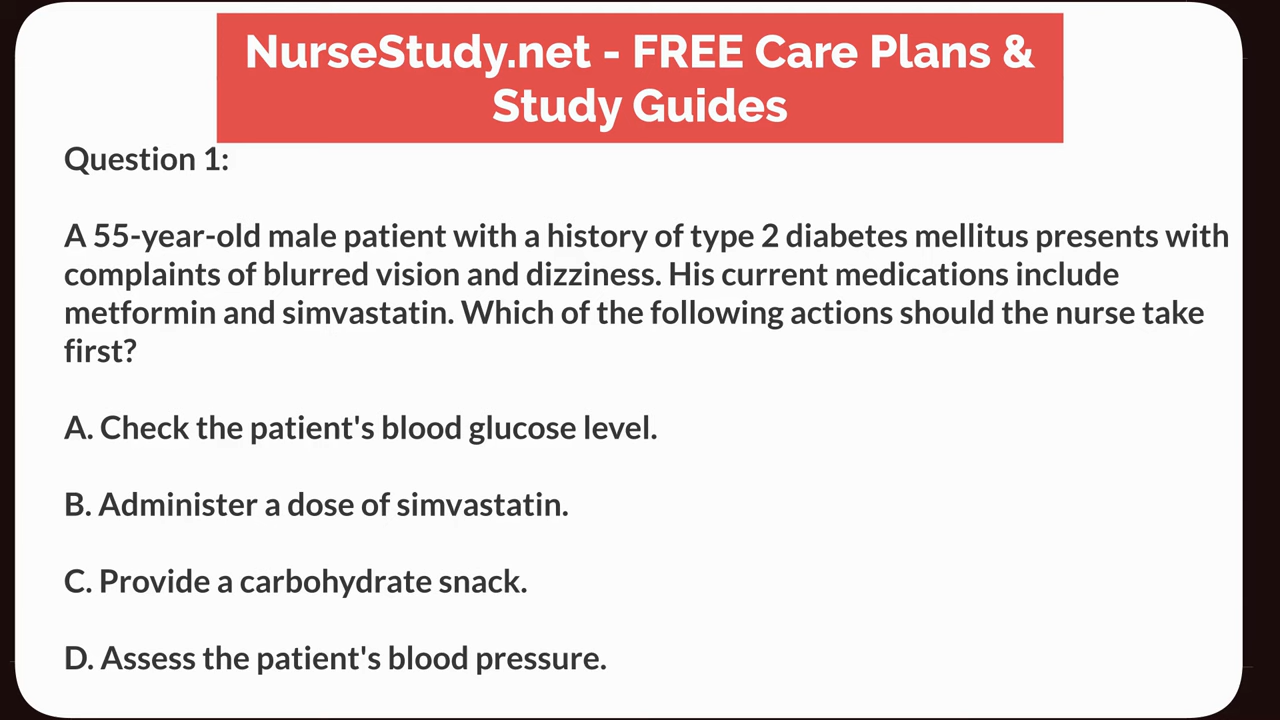 NurseStudy.net - FREE Care Plans &
Study Guides
Question 1:
A 55-year-old male patient with a history of type 2 diabetes mellitus presents with
complaints of blurred vision and dizziness. His current medications include
metformin and simvastatin. Which of the following actions should the nurse take
first?
A. Check the patient's blood glucose level.
B. Administer a dose of simvastatin.
C. Provide a carbohydrate snack.
D. Assess the patient's blood pressure.